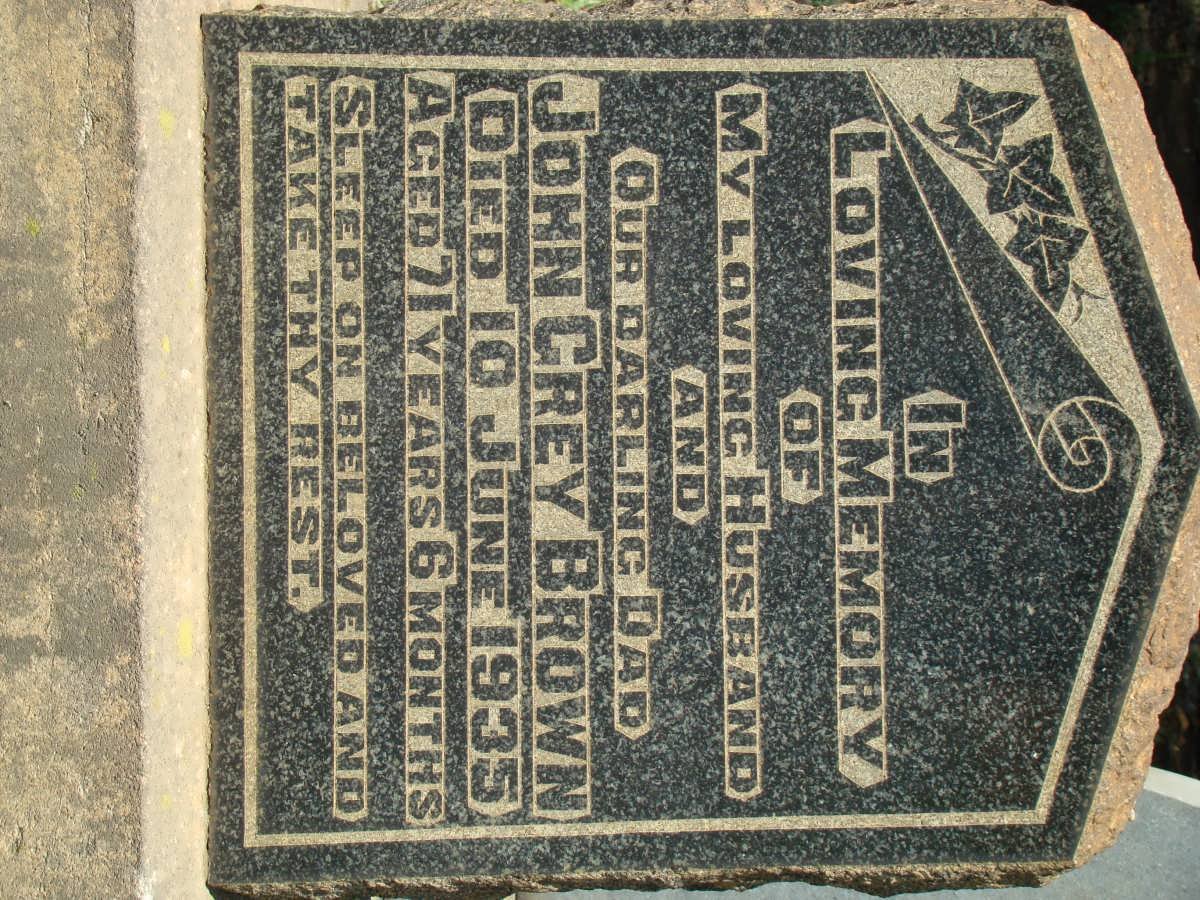 IN
LOVING MEMORY
OF
MY LOVING HUSBAND
AND
OUR DARLING DAD
JOHN GREY BROWN
DIED 10 JUNE 1935
AGED 71 YEARS 6 MONTHS
SLEEP ON BELOVED AND
TAKE THY REST.